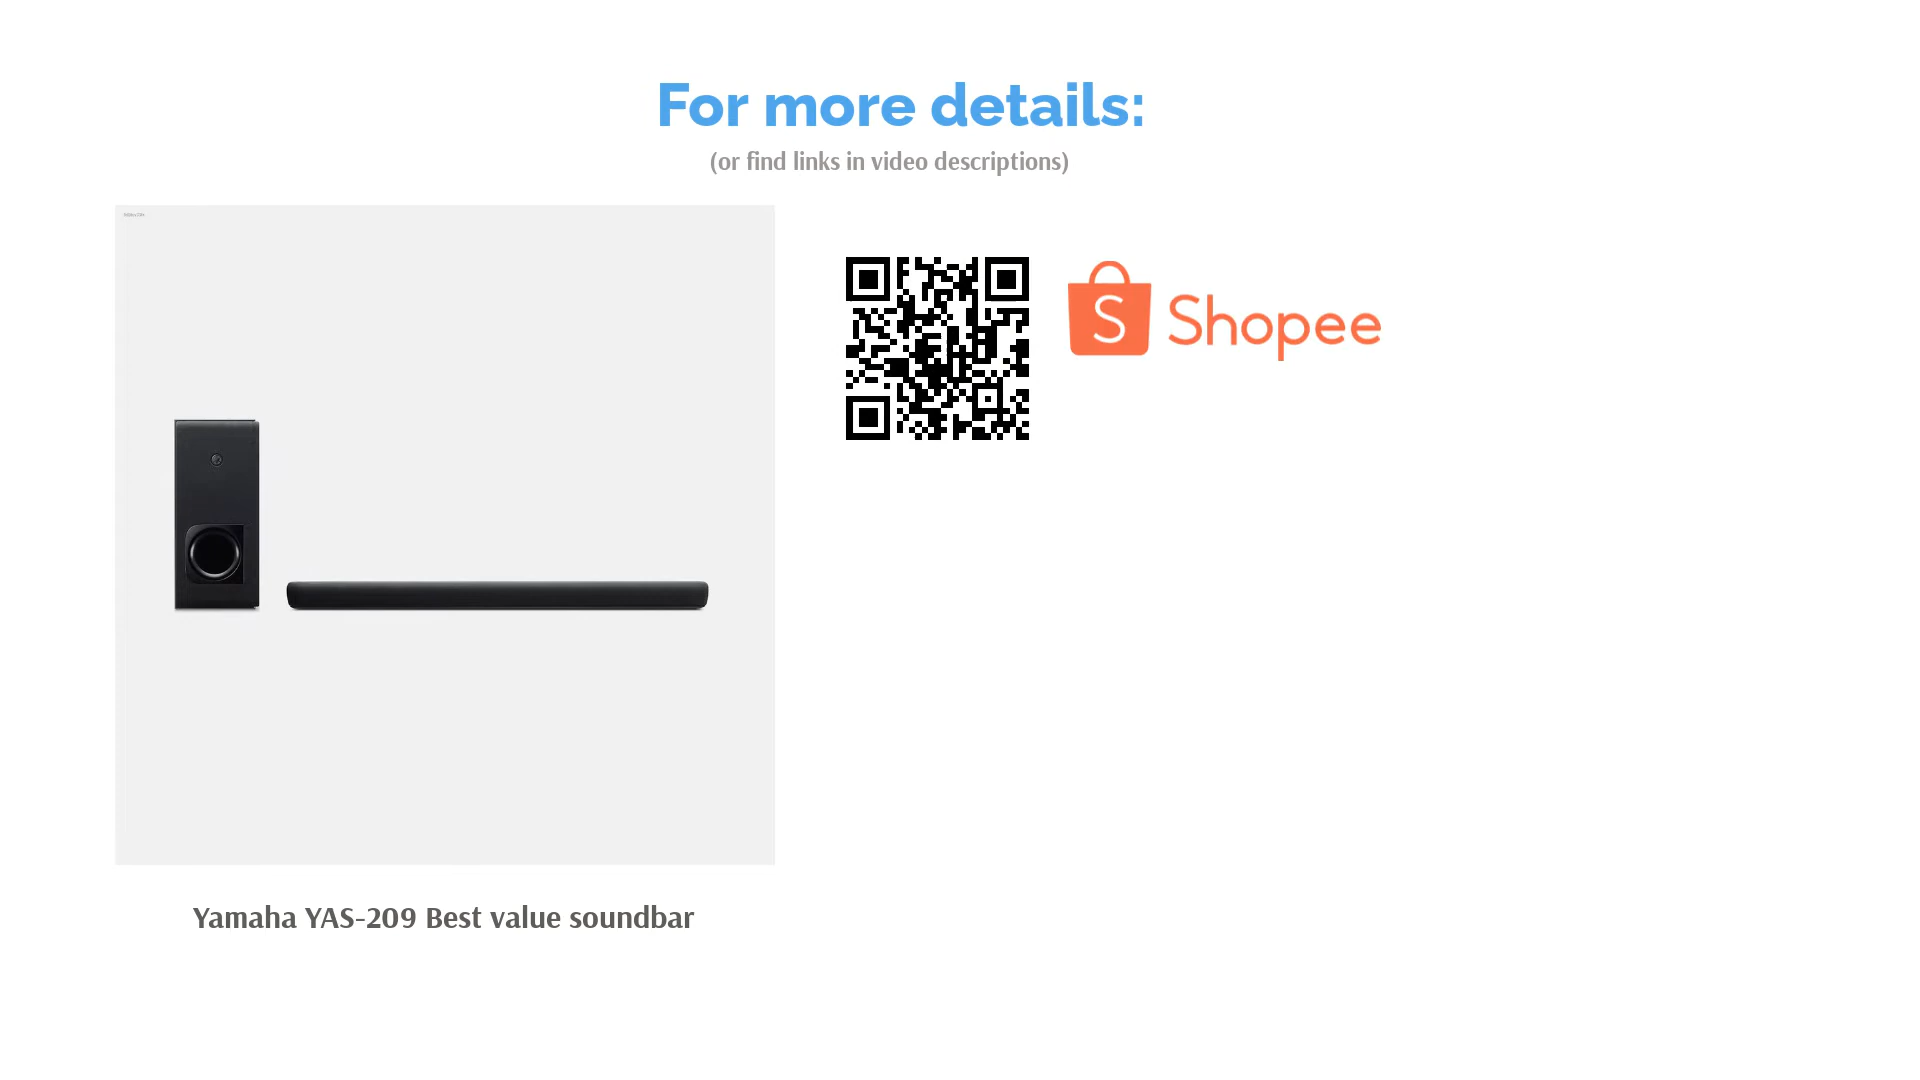 For more details:
(or find links in video descriptions)
Shopee
Yamaha YAS-209 Best value soundbar